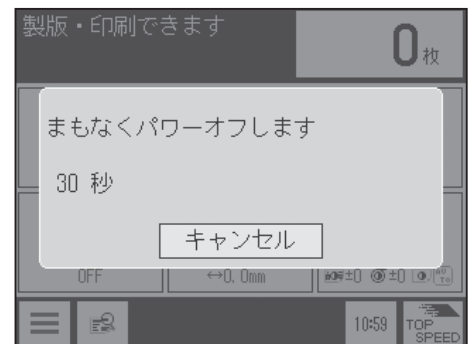 製版・印刷できます
0枚
まもなくパワーオフします
30 秒
キャンセル
OFF
↔0.0mm
±0
±0
10:59
TOP
SPEED